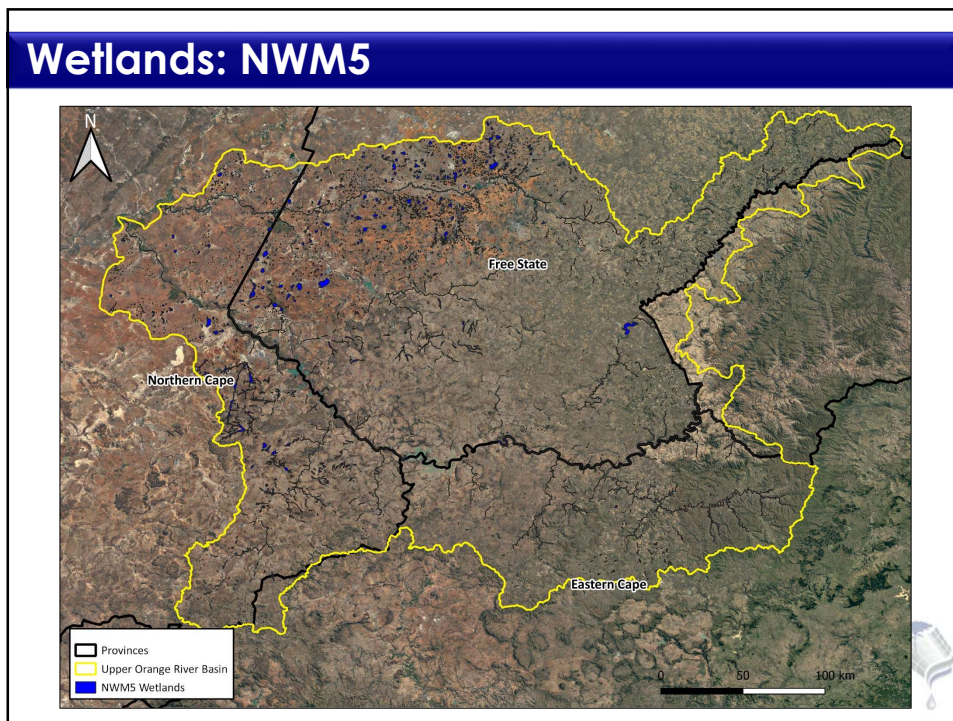 Wetlands: NWM5
N
Free State
Northern Cape
Eastern Cape
Provinces
Upper Orange River Basin
NWM5 Wetlands
0 50 100 km